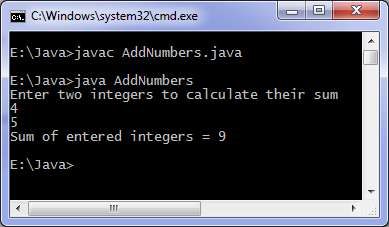 C:\Windows\system32\cmd.exe
E:\Java>javac AddNumbers.java
E:\Java>java AddNumbers
Enter two integers to calculate their sum
4
5
Sum of entered integers = 9
E:\Java>